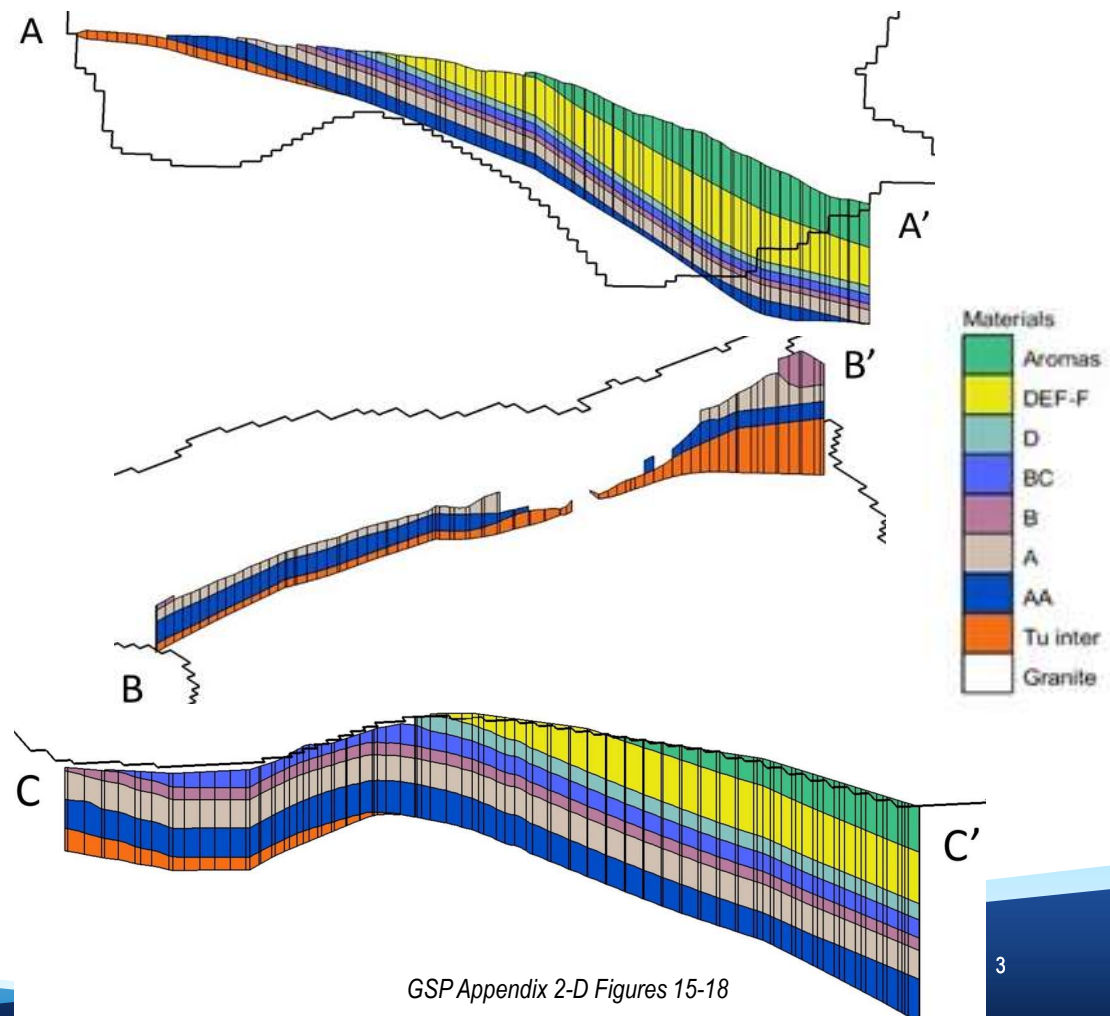 A
A'
Materials
Aromas
DEF-F
D
BC
B
A
AA
Tu inter
Granite
B'
B
C
C'
GSP Appendix 2-D Figures 15-18
3